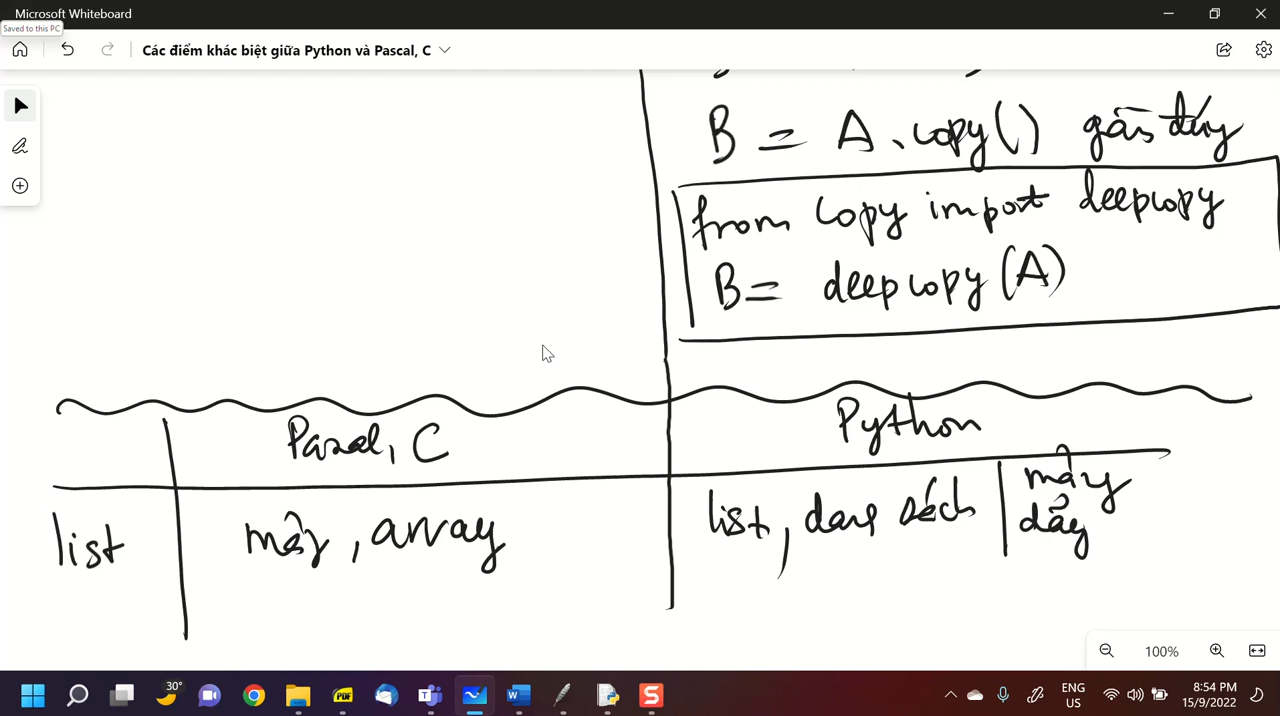 Microsoft Whiteboard
Saved to this PC
Các điểm khác biệt giữa Python và Pascal, C
B = A.copy() gần đúng
from copy import deepcopy
B = deepcopy(A)
Pascal, C
Python
list
mảng, array
list, danh sách
mảng
dãy
100%
30°
PDF
ENG
US
8:54 PM
15/9/2022